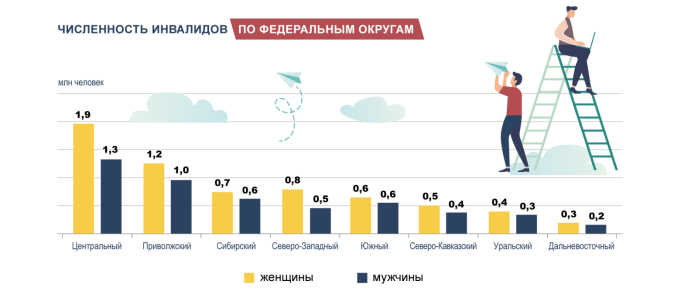 ЧИСЛЕННОСТЬ ИНВАЛИДОВ ПО ФЕДЕРАЛЬНЫМ ОКРУГАМ
млн человек
1,9 1,3 1,2 1,0 0,7 0,6 0,8 0,5 0,6 0,6 0,5 0,4 0,4 0,3 0,3 0,2
Центральный Приволжский Сибирский Северо-Западный Южный Северо-Кавказский Уральский Дальневосточный
женщины мужчины